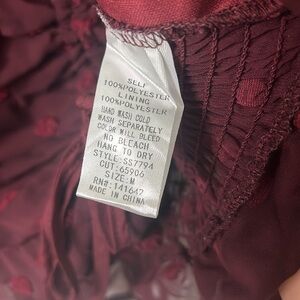 SELF
100%POLYESTER
LINING
100%POLYESTER
HAND WASH COLD
WASH SEPARATELY
COLOR WILL BLEED
NO BLEACH
HANG TO DRY
STYLE:SS7794
CUT:65906
SIZE:M
RN#:141647
MADE IN CHINA